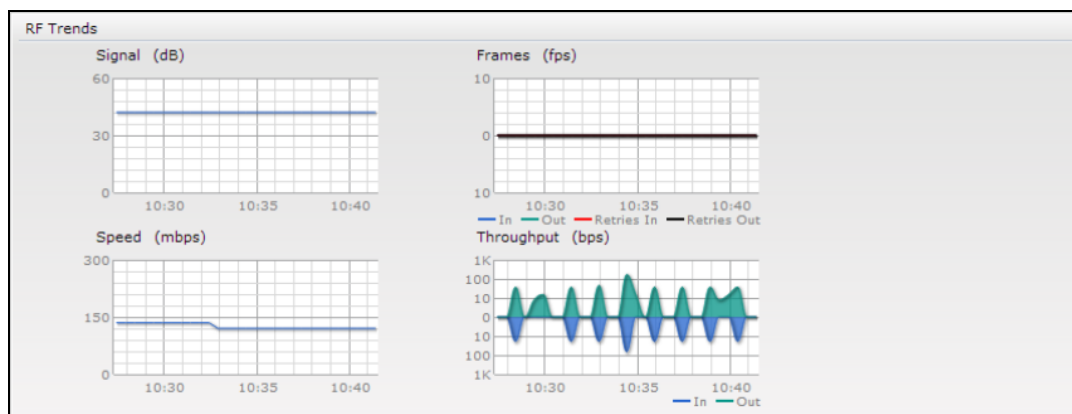 RF Trends
Signal (dB)
60
30
0
10:30 10:35 10:40
Frames (fps)
10
0
10
10:30 10:35 10:40
In Out Retries In Retries Out
Speed (mbps)
300
150
0
10:30 10:35 10:40
Throughput (bps)
1K
100
10
0
10
100
1K
10:30 10:35 10:40
In Out